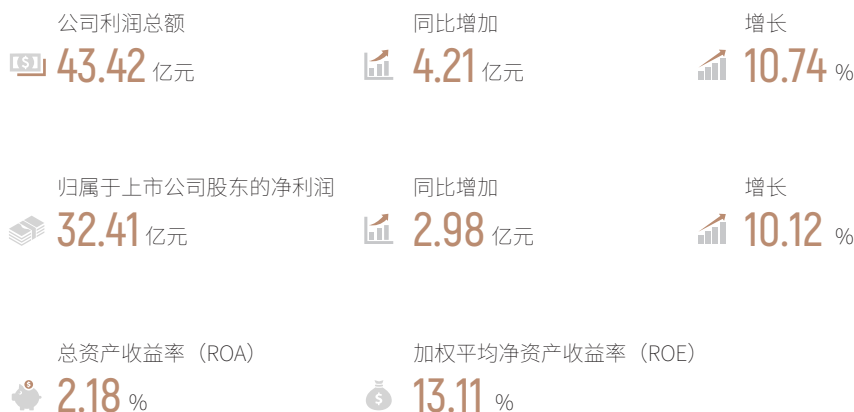 公司利润总额 同比增加 增长
43.42 亿元 4.21 亿元 10.74 %
归属于上市公司股东的净利润 同比增加 增长
32.41 亿元 2.98 亿元 10.12 %
总资产收益率（ROA） 加权平均净资产收益率（ROE）
2.18 % 13.11 %